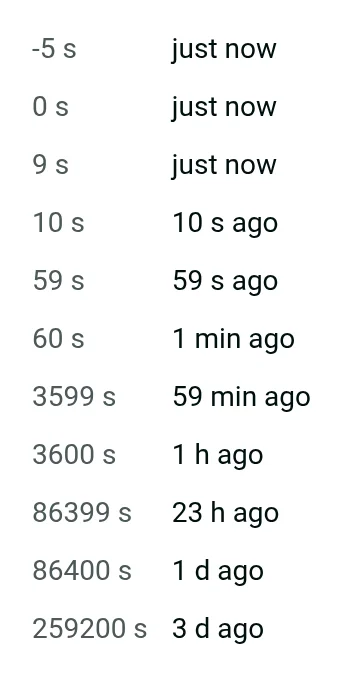 -5 s just now
0 s just now
9 s just now
10 s 10 s ago
59 s 59 s ago
60 s 1 min ago
3599 s 59 min ago
3600 s 1 h ago
86399 s 23 h ago
86400 s 1 d ago
259200 s 3 d ago